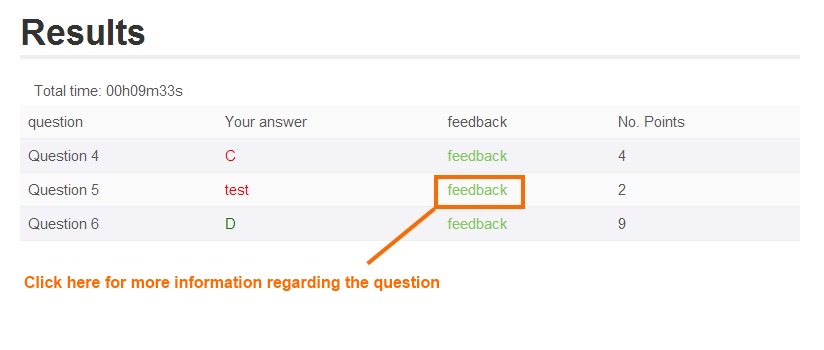 Results
Total time: 00h09m33s
question Your answer feedback No. Points
Question 4 C feedback 4
Question 5 test feedback 2
Question 6 D feedback 9
Click here for more information regarding the question